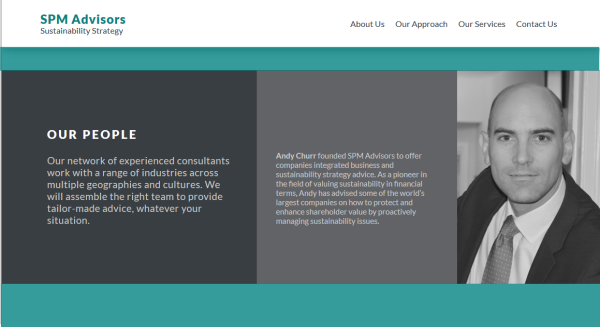 SPM Advisors
Sustainability Strategy
About Us Our Approach Our Services Contact Us
OUR PEOPLE
Our network of experienced consultants
work with a range of industries across
multiple geographies and cultures. We
will assemble the right team to provide
tailor-made advice, whatever your
situation.
Andy Churr founded SPM Advisors to offer
companies integrated business and
sustainability strategy advice. As a pioneer in
the field of valuing sustainability in financial
terms, Andy has advised some of the world's
largest companies on how to protect and
enhance shareholder value by proactively
managing sustainability issues.